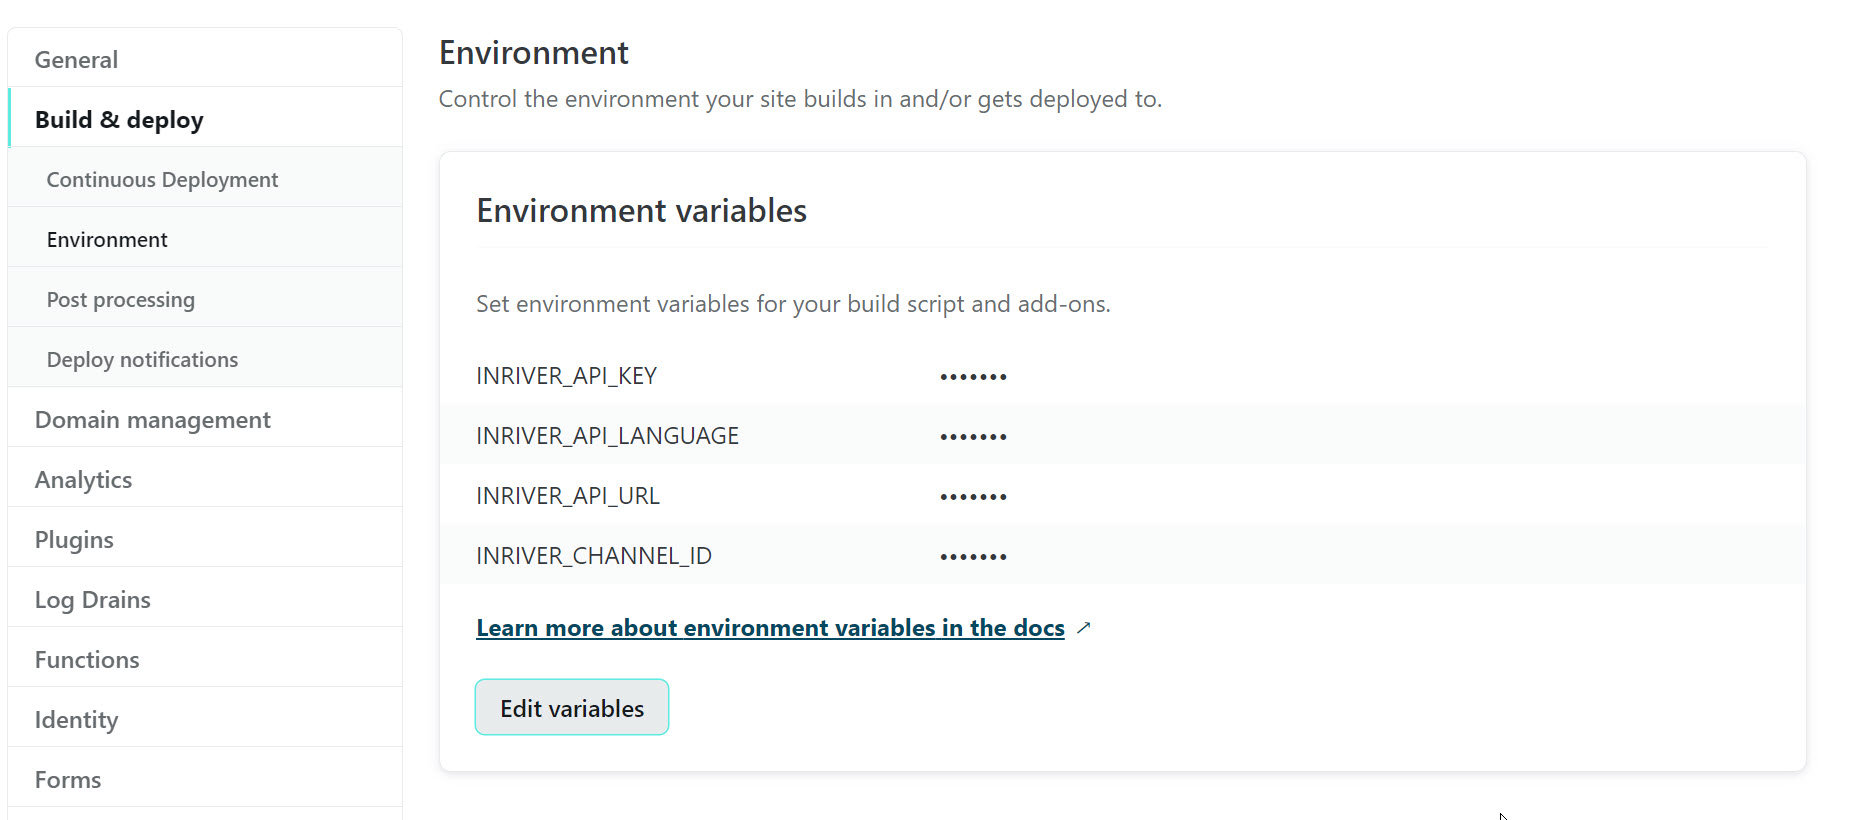 General
Build & deploy
Continuous Deployment
Environment
Post processing
Deploy notifications
Domain management
Analytics
Plugins
Log Drains
Functions
Identity
Forms
Environment
Control the environment your site builds in and/or gets deployed to.
Environment variables
Set environment variables for your build script and add-ons.
INRIVER_API_KEY •••••••
INRIVER_API_LANGUAGE •••••••
INRIVER_API_URL •••••••
INRIVER_CHANNEL_ID •••••••
Learn more about environment variables in the docs ↗
Edit variables